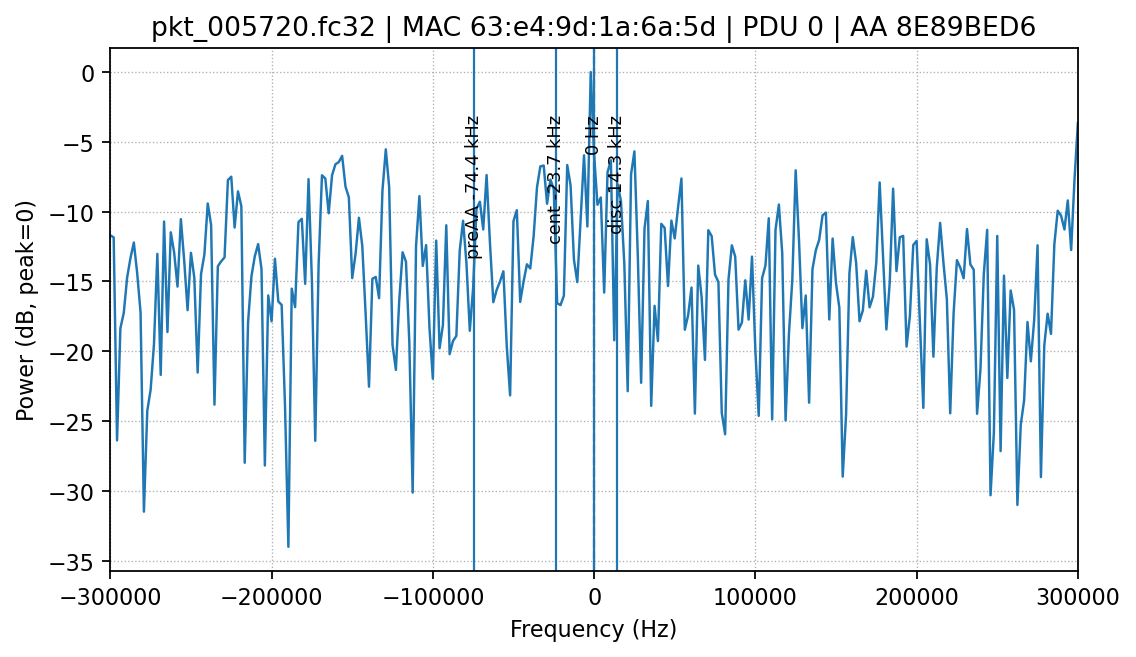 pkt_005720.fc32 | MAC 63:e4:9d:1a:6a:5d | PDU 0 | AA 8E89BED6
Power (dB, peak=0)
0
−5
−10
−15
−20
−25
−30
−35
preAA -74.4 kHz
cent -23.7 kHz
0 Hz
disc 14.3 kHz
−300000
−200000
−100000
0
100000
200000
300000
Frequency (Hz)